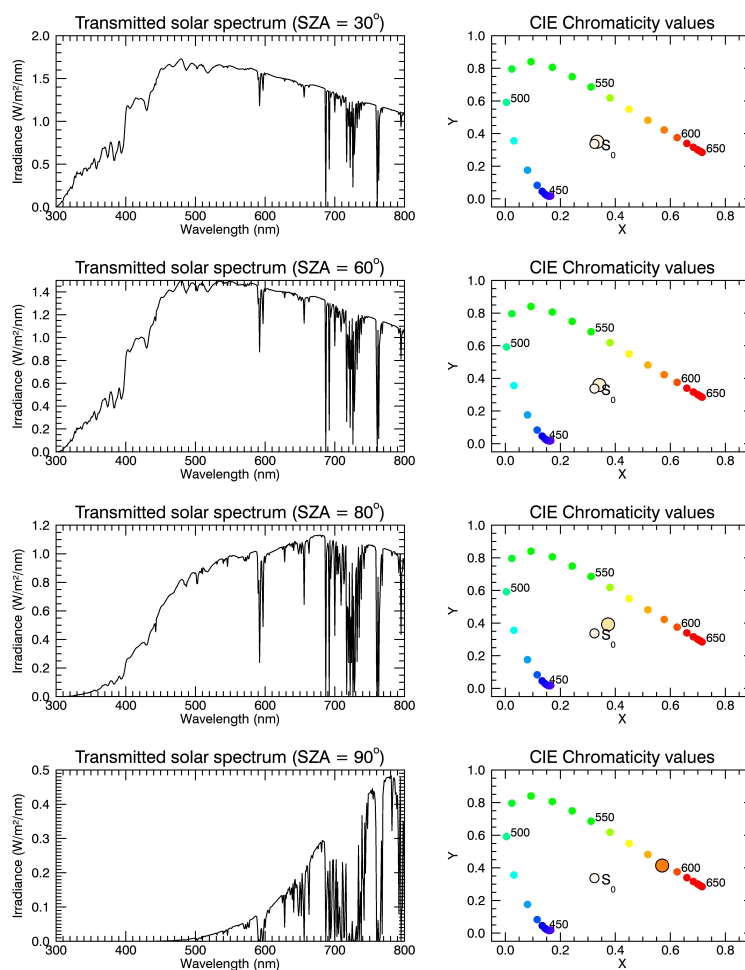 Transmitted solar spectrum (SZA = 30°)
2.0
1.5
1.0
0.5
0.0
Irradiance (W/m²/nm)
300 400 500 600 700 800
Wavelength (nm)
CIE Chromaticity values
1.0
0.8
0.6
0.4
0.2
0.0
Y
500
550
600
650
450
S₀
0.0 0.2 0.4 0.6 0.8
X
Transmitted solar spectrum (SZA = 60°)
1.4
1.2
1.0
0.8
0.6
0.4
0.2
0.0
Irradiance (W/m²/nm)
300 400 500 600 700 800
Wavelength (nm)
CIE Chromaticity values
1.0
0.8
0.6
0.4
0.2
0.0
Y
500
550
600
650
450
S₀
0.0 0.2 0.4 0.6 0.8
X
Transmitted solar spectrum (SZA = 80°)
1.2
1.0
0.8
0.6
0.4
0.2
0.0
Irradiance (W/m²/nm)
300 400 500 600 700 800
Wavelength (nm)
CIE Chromaticity values
1.0
0.8
0.6
0.4
0.2
0.0
Y
500
550
600
650
450
S₀
0.0 0.2 0.4 0.6 0.8
X
Transmitted solar spectrum (SZA = 90°)
0.5
0.4
0.3
0.2
0.1
0.0
Irradiance (W/m²/nm)
300 400 500 600 700 800
Wavelength (nm)
CIE Chromaticity values
1.0
0.8
0.6
0.4
0.2
0.0
Y
500
550
600
650
450
S₀
0.0 0.2 0.4 0.6 0.8
X